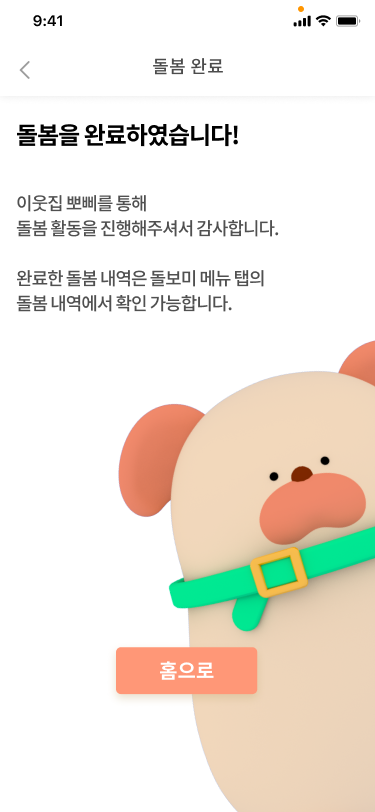 9:41
돌봄 완료
돌봄을 완료하였습니다!
이웃집 뽀삐를 통해
돌봄 활동을 진행해주셔서 감사합니다.
완료한 돌봄 내역은 돌보미 메뉴 탭의
돌봄 내역에서 확인 가능합니다.
홈으로